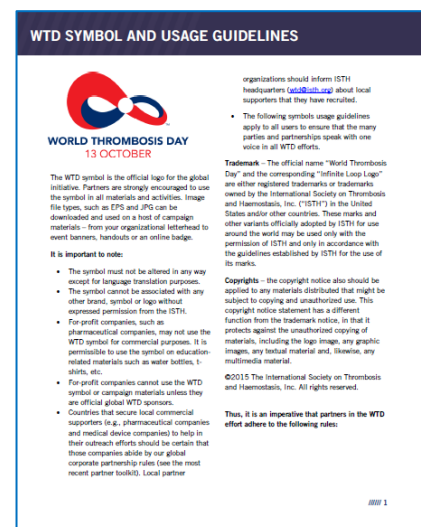 WTD SYMBOL AND USAGE GUIDELINES
WORLD THROMBOSIS DAY
13 OCTOBER
The WTD symbol is the official logo for the global
initiative. Partners are strongly encouraged to use
the symbol in all materials and activities. Image
file types, such as EPS and JPG can be
downloaded and used on a host of campaign
materials – from your organizational letterhead to
event banners, handouts or an online badge.
It is important to note:
• The symbol must not be altered in any way
except for language translation purposes.
• The symbol cannot be associated with any
other brand, symbol or logo without
expressed permission from the ISTH.
• For-profit companies, such as
pharmaceutical companies, may not use the
WTD symbol for commercial purposes. It is
permissible to use the symbol on education-
related materials such as water bottles, t-
shirts, etc.
• For-profit companies cannot use the WTD
symbol or campaign materials unless they
are official global WTD sponsors.
• Countries that secure local commercial
supporters (e.g., pharmaceutical companies
and medical device companies) to help in
their outreach efforts should be certain that
those companies abide by our global
corporate partnership rules (see the most
recent partner toolkit). Local partner
organizations should inform ISTH
headquarters (wtd@isth.org) about local
supporters that they have recruited.
• The following symbols usage guidelines
apply to all users to ensure that the many
parties and partnerships speak with one
voice in all WTD efforts.
Trademark – The official name “World Thrombosis
Day” and the corresponding “Infinite Loop Logo”
are either registered trademarks or trademarks
owned by the International Society on Thrombosis
and Haemostasis, Inc. (“ISTH”) in the United
States and/or other countries. These marks and
other variants officially adopted by ISTH for use
around the world may be used only with the
permission of ISTH and only in accordance with
the guidelines established by ISTH for the use of
its marks.
Copyrights – the copyright notice also should be
applied to any materials distributed that might be
subject to copying and unauthorized use. This
copyright notice statement has a different
function from the trademark notice, in that it
protects against the unauthorized copying of
materials, including the logo image, any graphic
images, any textual material and, likewise, any
multimedia material.
©2015 The International Society on Thrombosis
and Haemostasis, Inc. All rights reserved.
Thus, it is an imperative that partners in the WTD
effort adhere to the following rules:
////// 1